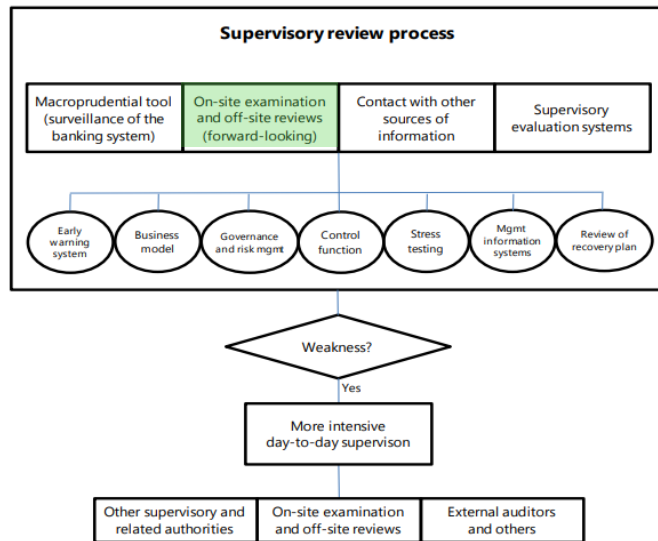 Supervisory review process
Macroprudential tool
(surveillance of the
banking system)
On-site examination
and off-site reviews
(forward-looking)
Contact with other
sources of
information
Supervisory
evaluation systems
Early
warning
system
Business
model
Governance
and risk mgmt
Control
function
Stress
testing
Mgmt
information
systems
Review of
recovery plan
Weakness?
Yes
More intensive
day-to-day supervison
Other supervisory and
related authorities
On-site examination
and off-site reviews
External auditors
and others